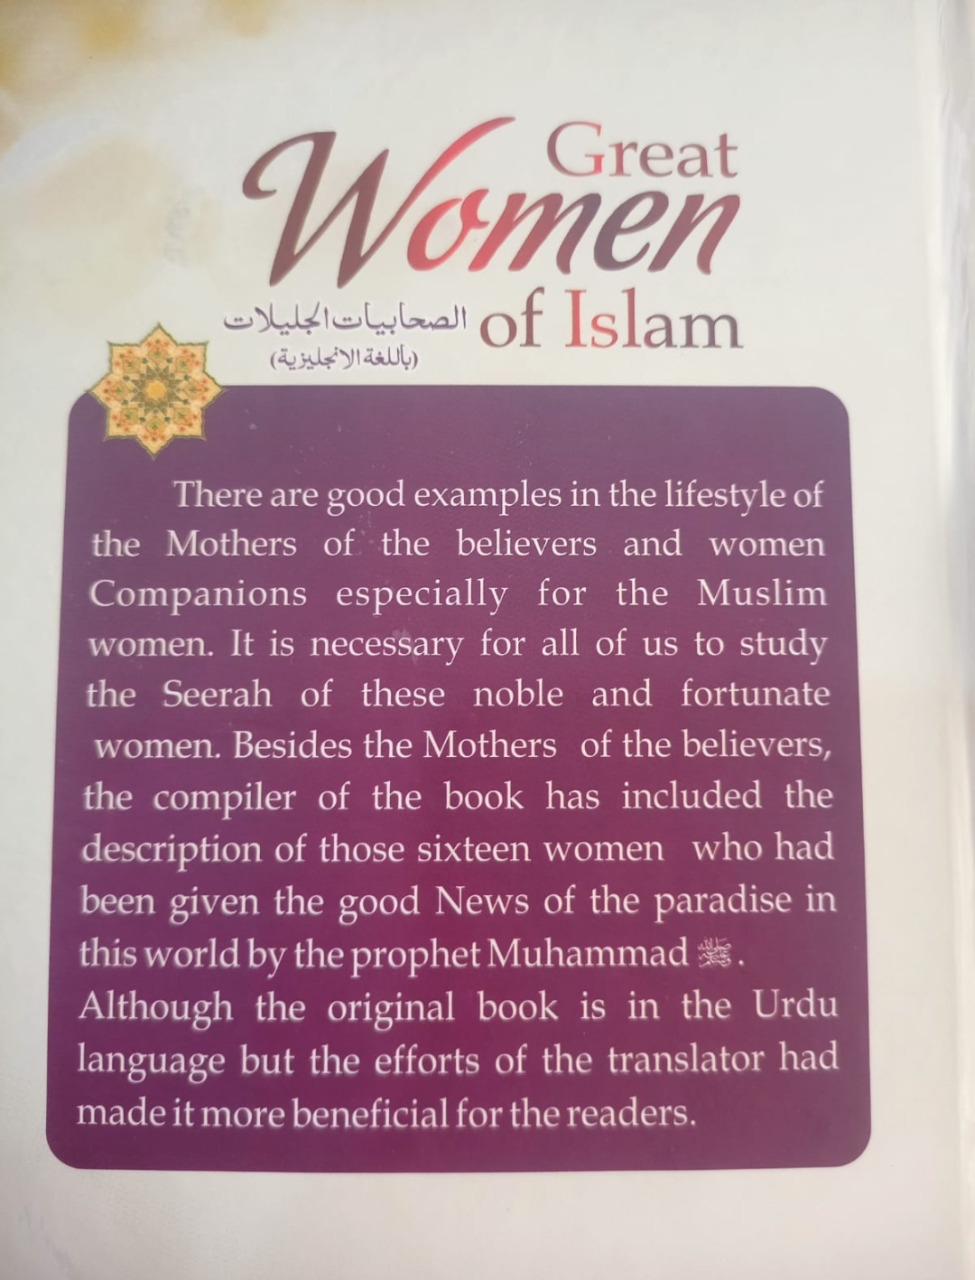 Great
Women
of Islam
الصحابيات الجليلات
(باللغة الانجليزية)
There are good examples in the lifestyle of
the Mothers of the believers and women
Companions especially for the Muslim
women. It is necessary for all of us to study
the Seerah of these noble and fortunate
women. Besides the Mothers of the believers,
the compiler of the book has included the
description of those sixteen women who had
been given the good News of the paradise in
this world by the prophet Muhammad ﷺ.
Although the original book is in the Urdu
language but the efforts of the translator had
made it more beneficial for the readers.